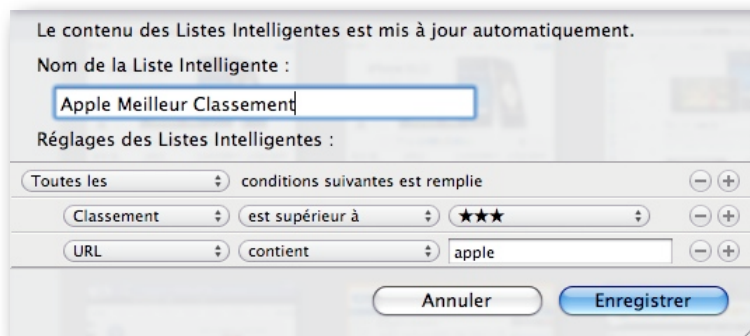 Le contenu des Listes Intelligentes est mis à jour automatiquement.
Nom de la Liste Intelligente :
Apple Meilleur Classement
Réglages des Listes Intelligentes :
Toutes les conditions suivantes est remplie
Classement est supérieur à ★★★
URL contient apple
Annuler Enregistrer